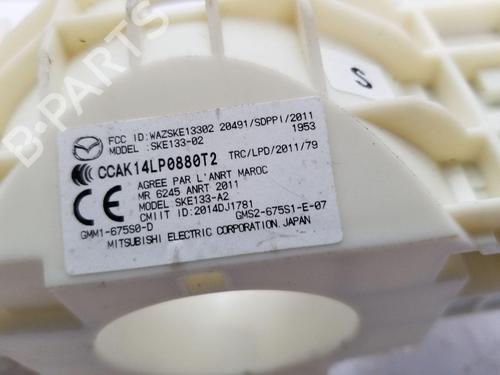 FCC ID:WAZSKE13302 20491/SDPPI/2011
MODEL :SKE133-02 1953
CCAK14LP0880T2 TRC/LPD/2011/79
AGREE PAR L'ANRT MAROC
MR 6245 ANRT 2011
MODEL SKE133-A2
CE CMIIT ID:2014DJ1781
GMM1-675S0-D GMS2-675S1-E-07
MITSUBISHI ELECTRIC CORPORATION JAPAN
S
B-PARTS